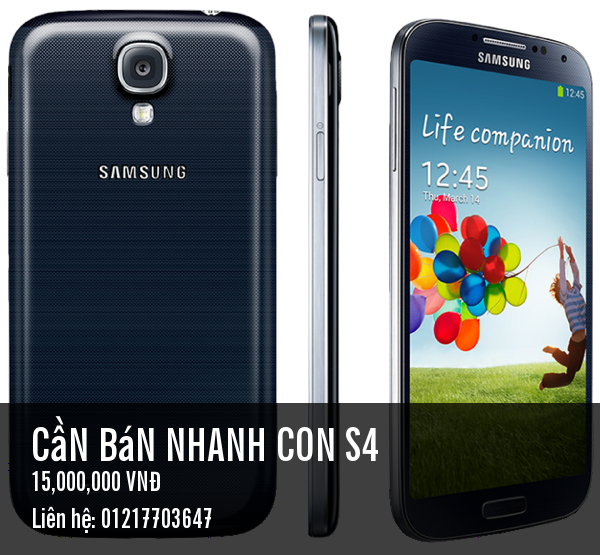 SAMSUNG
SAMSUNG
12:45
Life companion
12:45
Thu, March 14
CầN BáN NHANH CON S4
15,000,000 VNĐ
Liên hệ: 01217703647